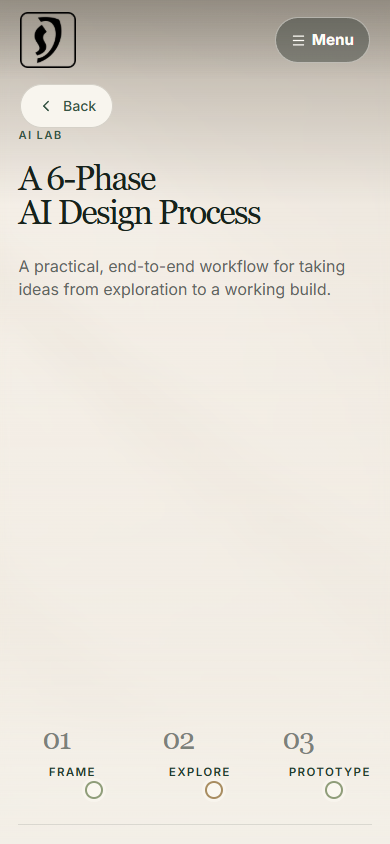 Menu
Back
AI LAB
A 6-Phase
AI Design Process
A practical, end-to-end workflow for taking
ideas from exploration to a working build.
01
02
03
FRAME
EXPLORE
PROTOTYPE